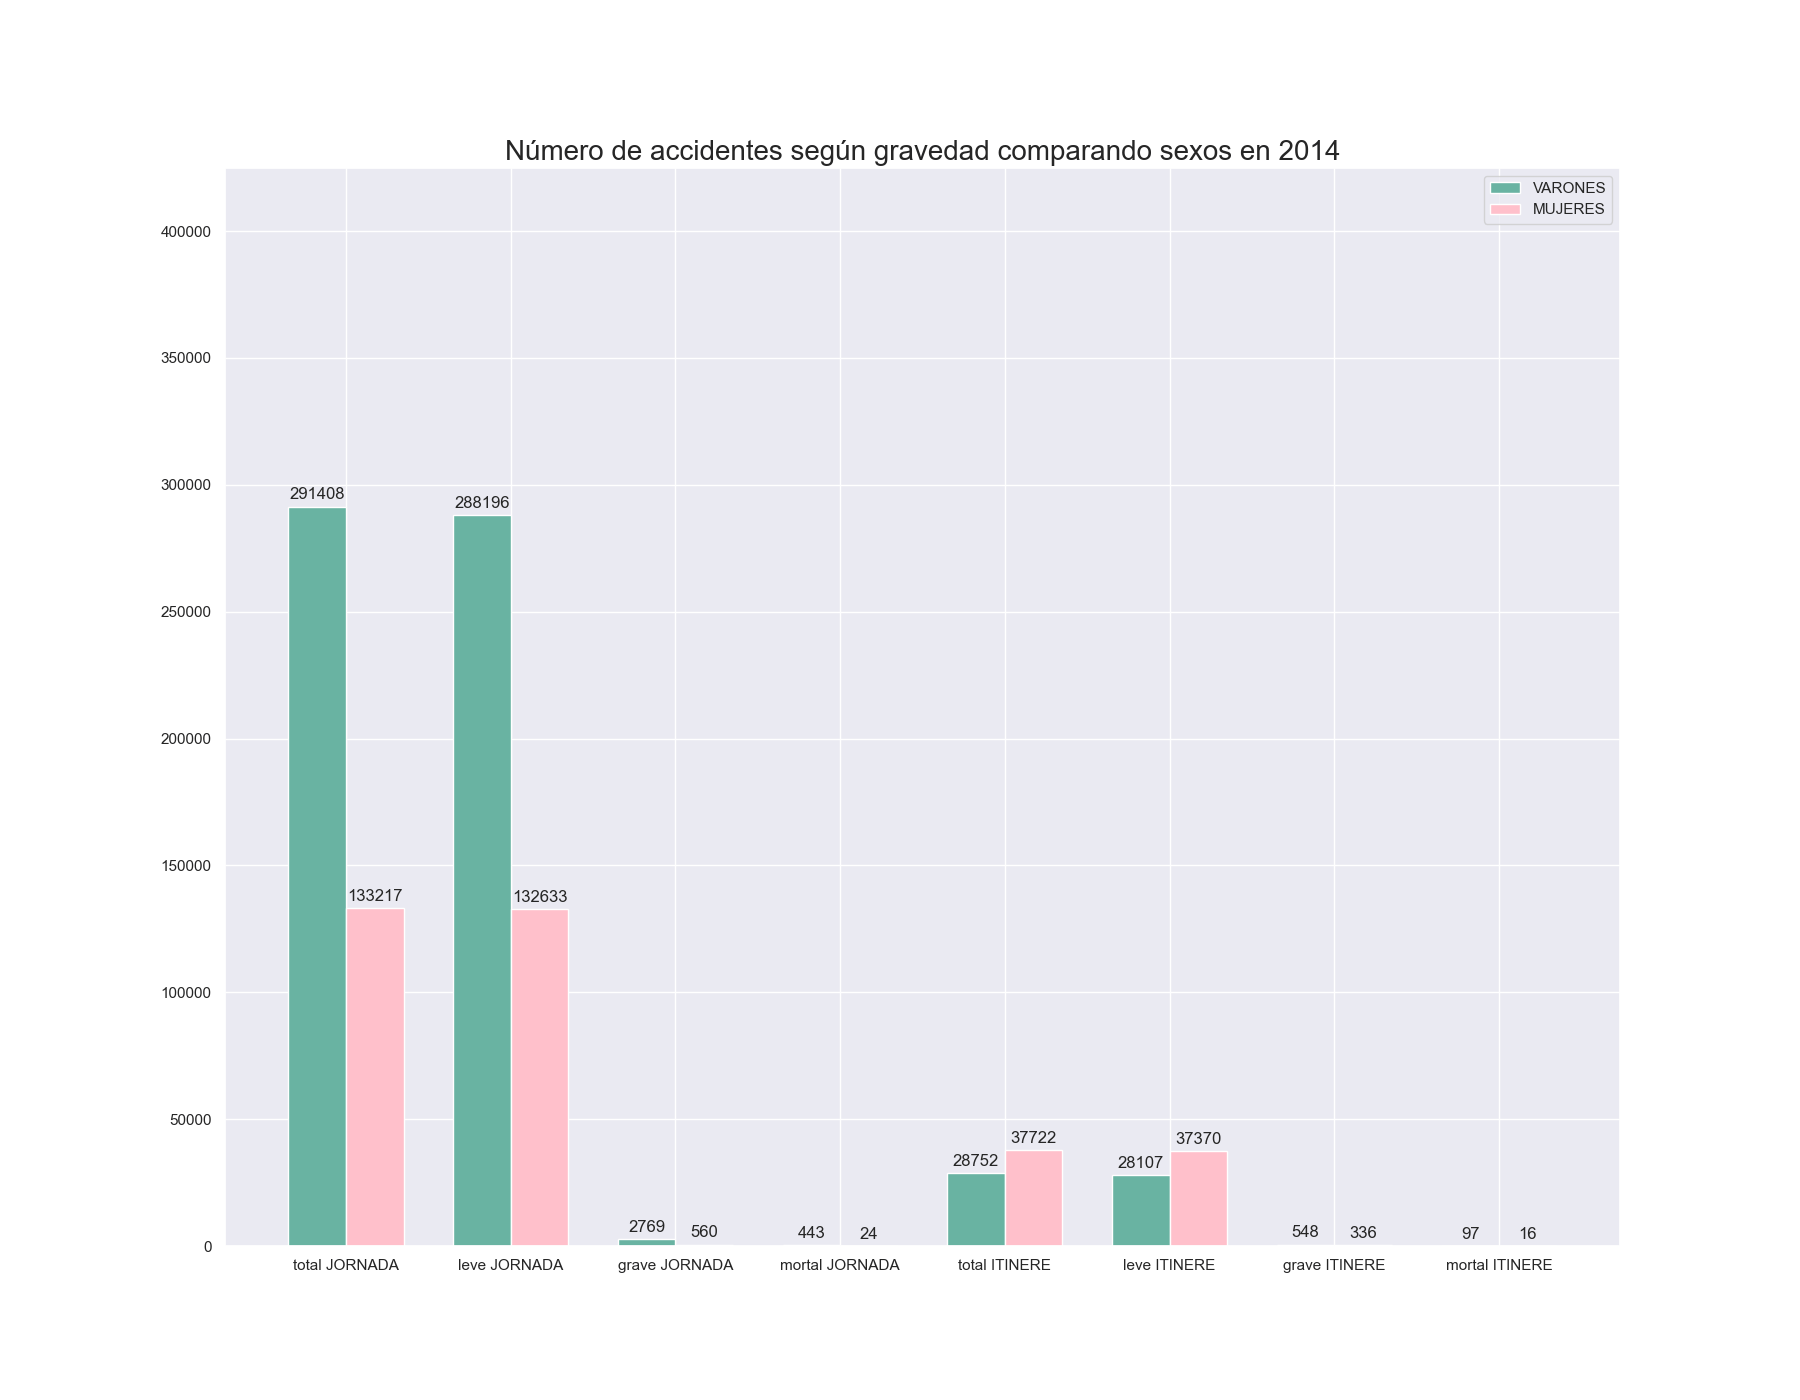 Número de accidentes según gravedad comparando sexos en 2014
VARONES
MUJERES
400000
350000
300000
250000
200000
150000
100000
50000
0
291408
133217
288196
132633
2769
560
443
24
28752
37722
28107
37370
548
336
97
16
total JORNADA
leve JORNADA
grave JORNADA
mortal JORNADA
total ITINERE
leve ITINERE
grave ITINERE
mortal ITINERE